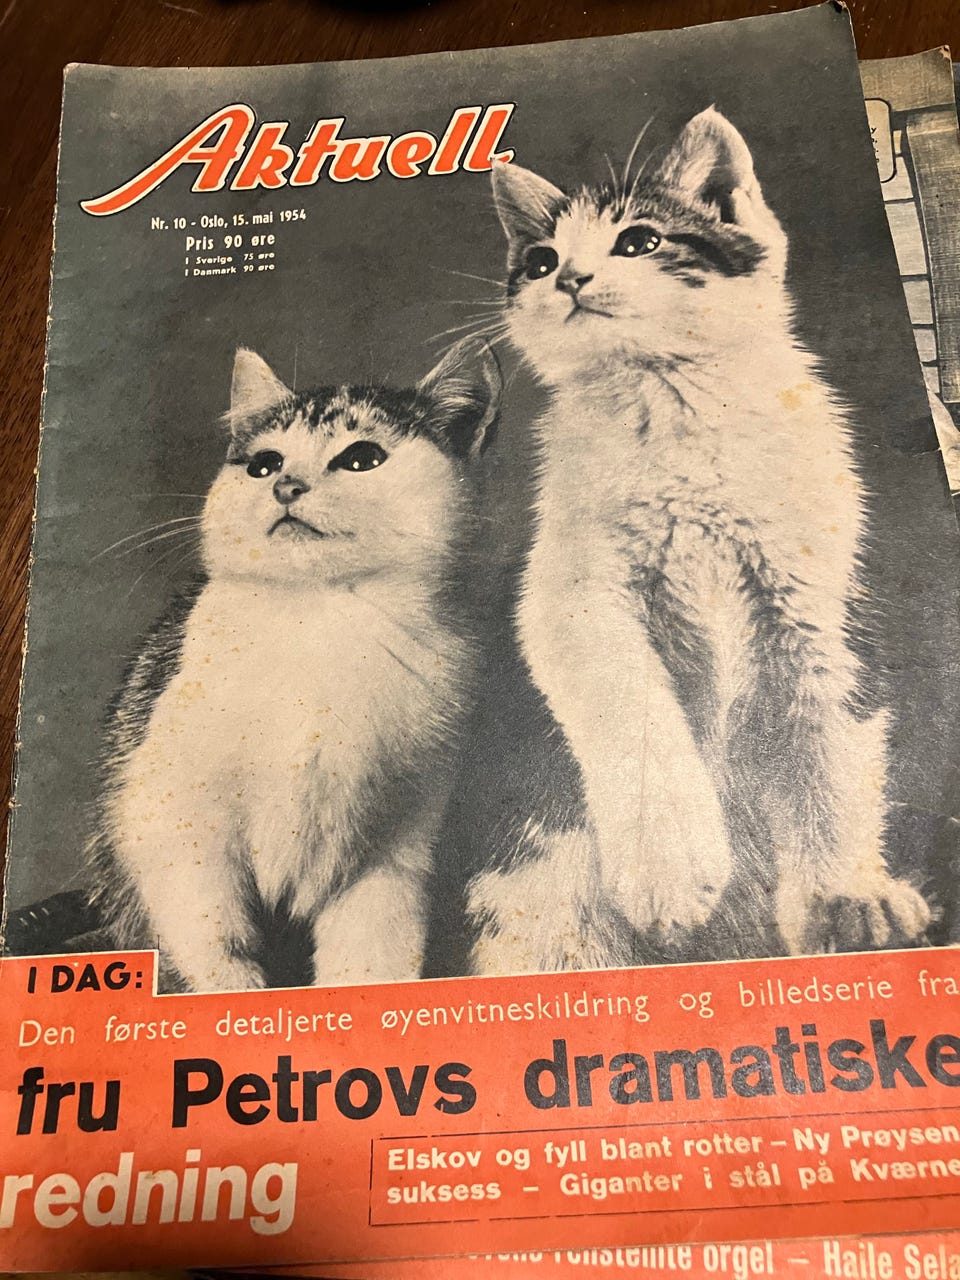 Aktuell
Nr. 10 - Oslo, 15. mai 1954
Pris 90 øre
I Sverige 75 øre
I Danmark 90 øre
I DAG:
Den første detaljerte øyenvitneskildring og billedserie fra
fru Petrovs dramatiske
redning
Elskov og fyll blant rotter – Ny Prøysen
suksess – Giganter i stål på Kværne
orgel – Haile Sela